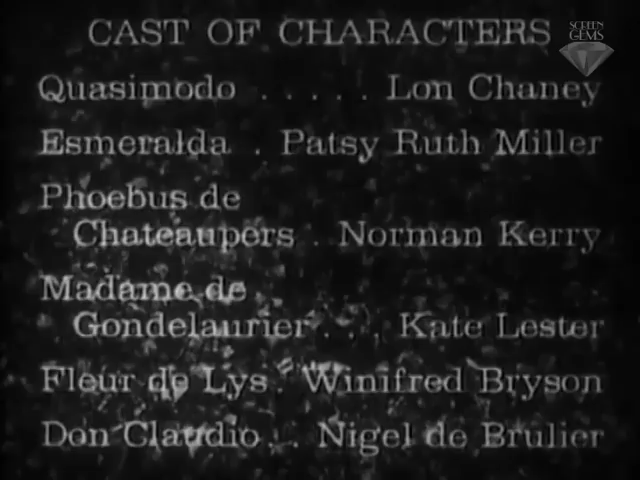 CAST OF CHARACTERS
SCREEN
GEMS
Quasimodo . . . . . Lon Chaney
Esmeralda . Patsy Ruth Miller
Phoebus de
Chateaupers . Norman Kerry
Madame de
Gondelaurier . . . Kate Lester
Fleur de Lys . Winifred Bryson
Don Claudio . . Nigel de Brulier